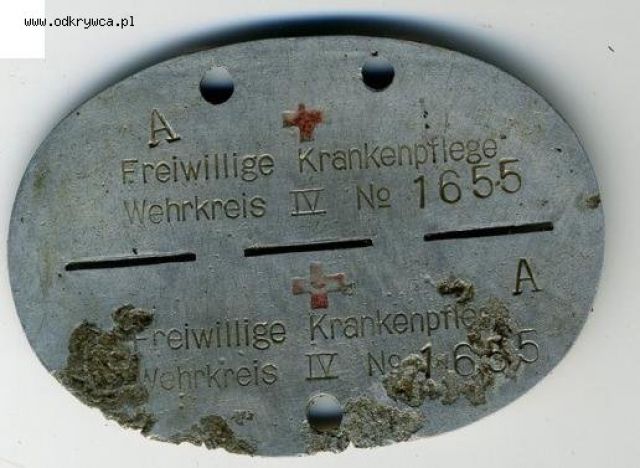 www.odkrywca.pl
A
Freiwillige Krankenpflege
Wehrkreis IV No 1655
A
Freiwillige Krankenpflege
Wehrkreis IV No 1655